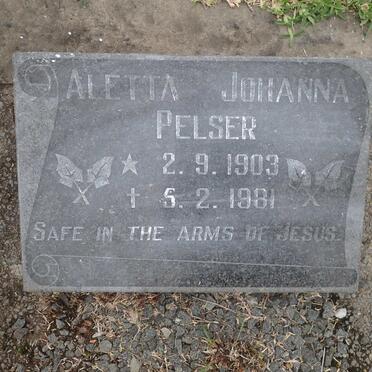 ALETTA JOHANNA
PELSER
★ 2.9.1903
✝ 5.2.1981
SAFE IN THE ARMS OF JESUS.